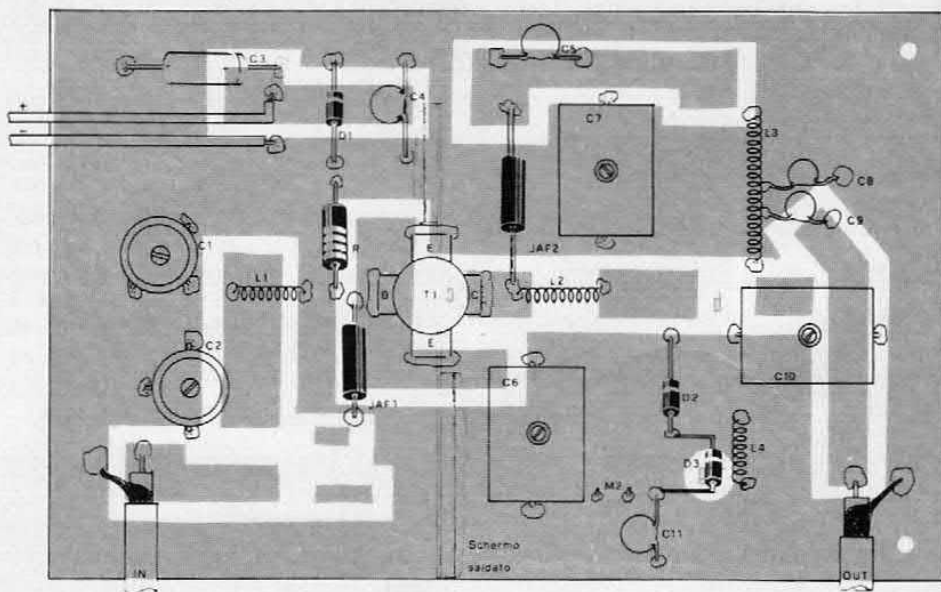 C3
C5
C4
C7
+
D1
L3
-
C8
C9
C1
R
E
JAF2
L1
B
T1
C
L2
C2
E
C6
C10
JAF1
D2
D3
L4
M2
C11
Schermo
saldato
IN
OUT